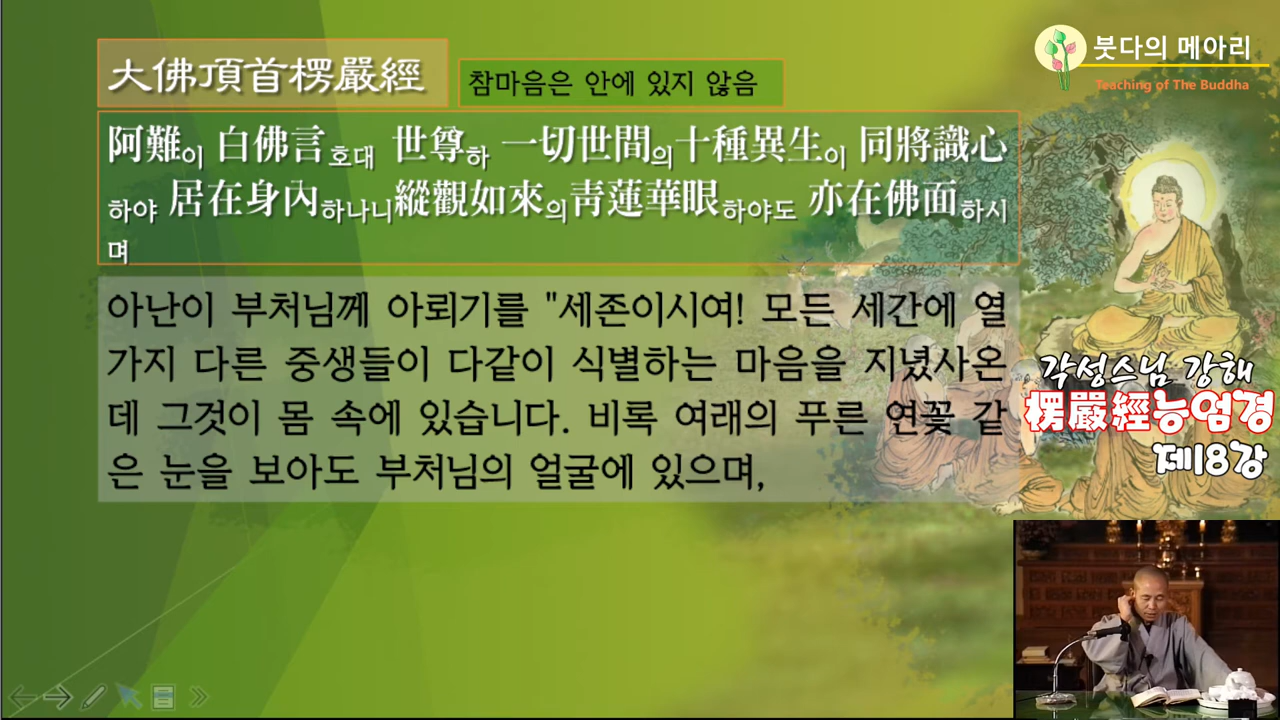 大佛頂首楞嚴經
참마음은 안에 있지 않음
붓다의 메아리
Teaching of The Buddha
阿難이 白佛言호대 世尊하 一切世間의十種異生이 同將識心
하야 居在身內하나니縱觀如來의靑蓮華眼하야도 亦在佛面하시
며
아난이 부처님께 아뢰기를 "세존이시여! 모든 세간에 열
가지 다른 중생들이 다같이 식별하는 마음을 지녔사온
데 그것이 몸 속에 있습니다. 비록 여래의 푸른 연꽃 같
은 눈을 보아도 부처님의 얼굴에 있으며,
각성스님 강해
楞嚴經능엄경
제18강